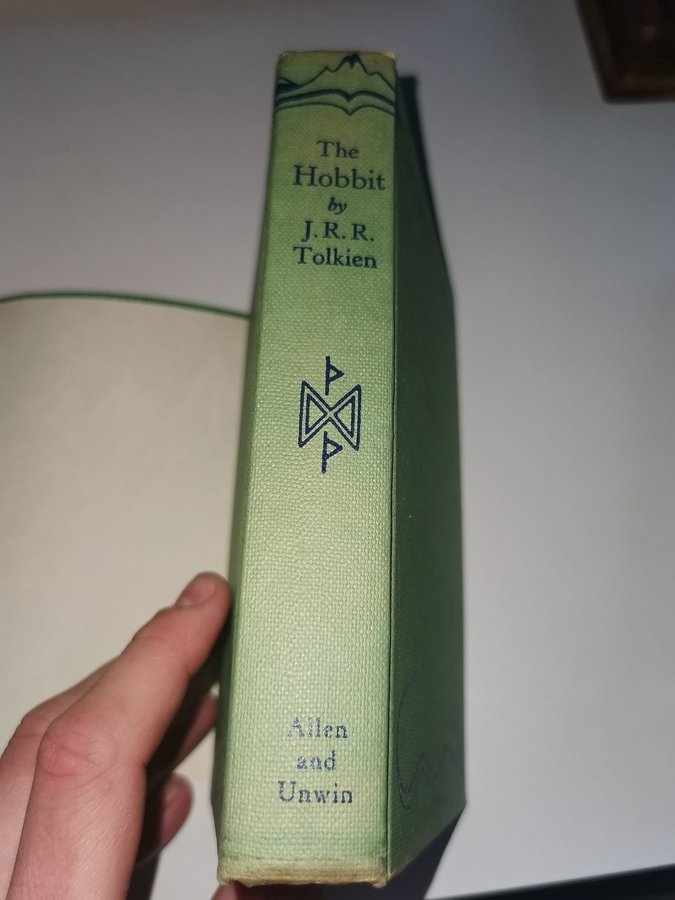 The
Hobbit
by
J.R.R.
Tolkien
ᚦ
ᛞ
ᚦ
Allen
and
Unwin